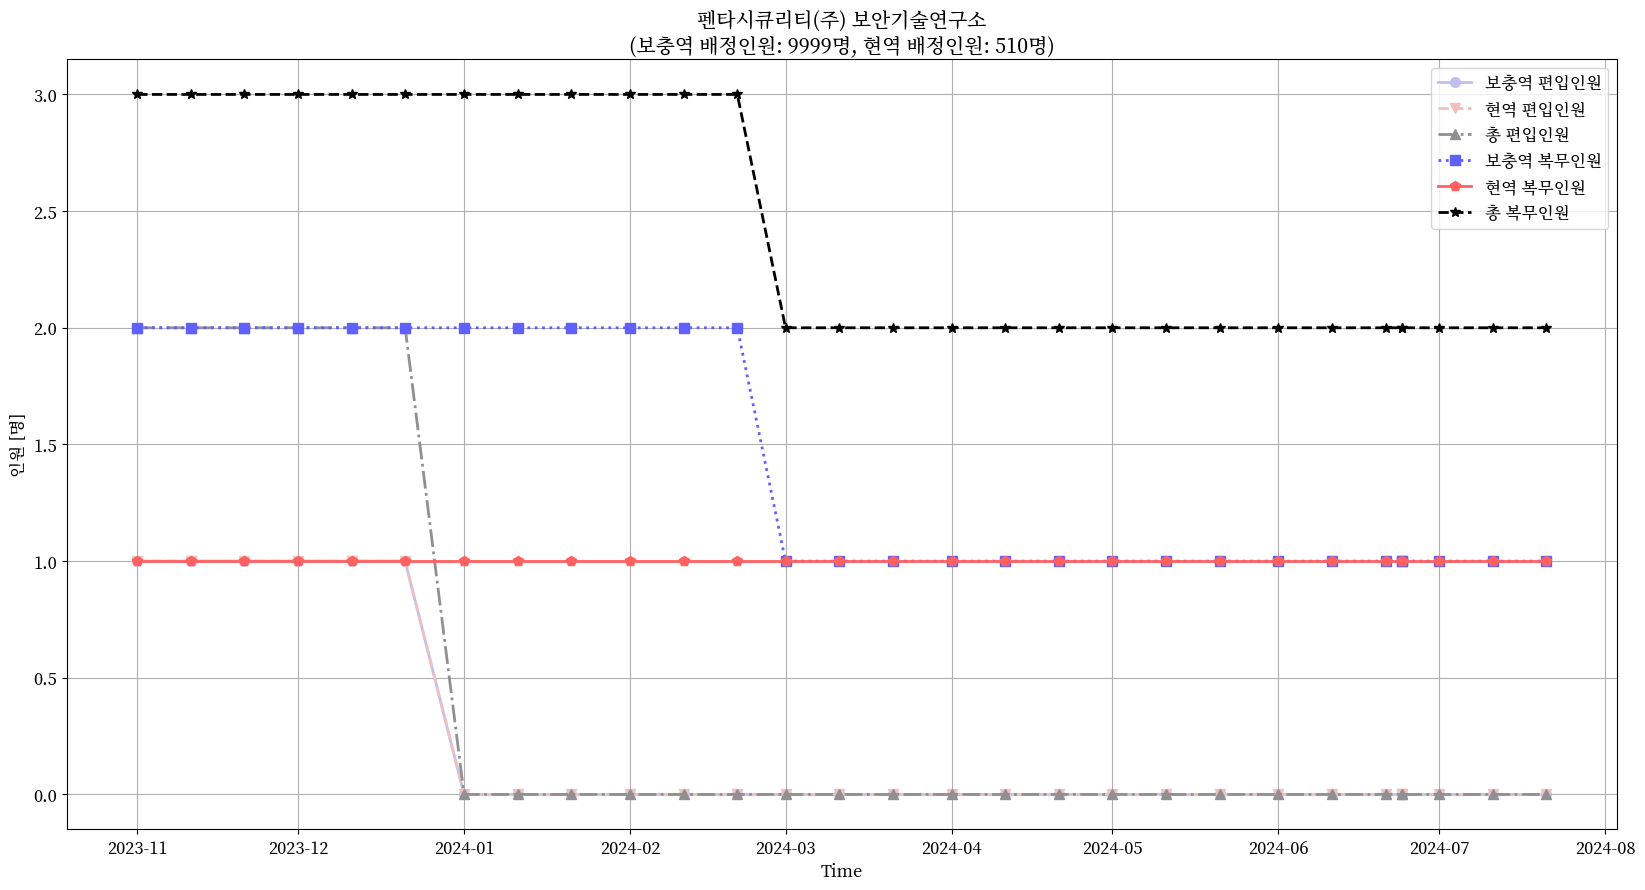 펜타시큐리티(주) 보안기술연구소
(보충역 배정인원: 9999명, 현역 배정인원: 510명)
보충역 편입인원
현역 편입인원
총 편입인원
보충역 복무인원
현역 복무인원
총 복무인원
인원 [명]
3.0
2.5
2.0
1.5
1.0
0.5
0.0
2023-11 2023-12 2024-01 2024-02 2024-03 2024-04 2024-05 2024-06 2024-07 2024-08
Time